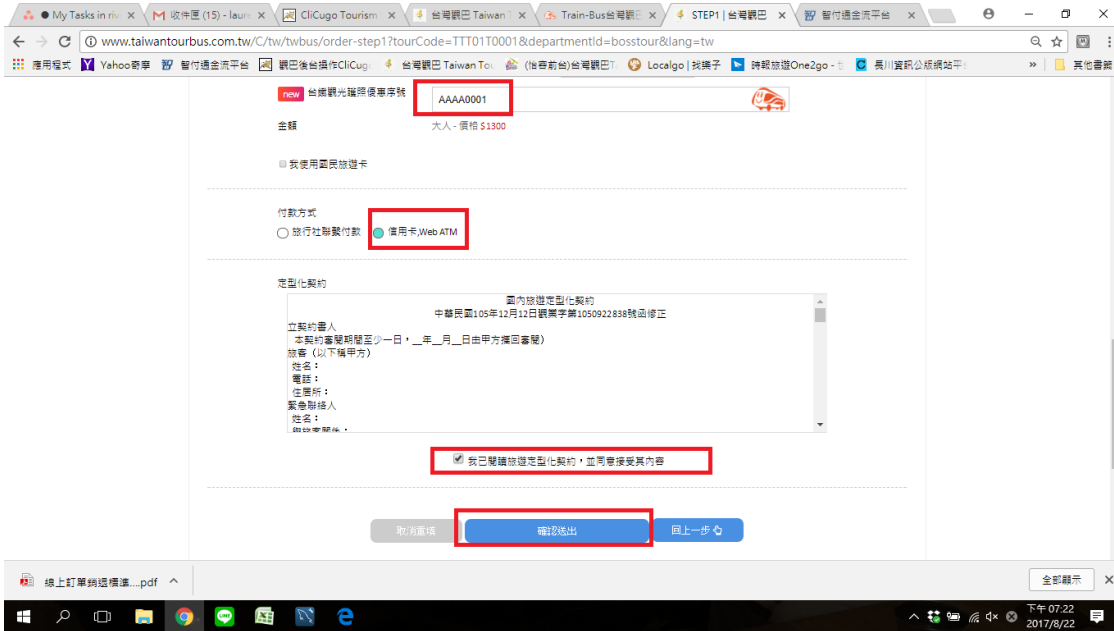 My Tasks in riv
收件匣 (15) - laure
CliCugo Tourism
台灣觀巴 Taiwan T
Train-Bus台灣觀巴
STEP1 | 台灣觀巴
智付通金流平台
www.taiwantourbus.com.tw/C/tw/twbus/order-step1?tourCode=TTT01T0001&departmentId=bosstour&lang=tw
應用程式
Yahoo奇摩
智付通金流平台
觀巴後台操作CliCug
台灣觀巴 Taiwan Tou
(怡容前台)台灣觀巴T
Localgo | 找樂子
時報旅遊One2go -
長川資訊公版網站平
»
其他書籤
new 台灣觀光護照優惠序號
AAAA0001
金額
大人 - 價格 $1300
我使用國民旅遊卡
付款方式
旅行社聯繫付款
信用卡,Web ATM
定型化契約
國內旅遊定型化契約
中華民國105年12月12日觀業字第1050922838號函修正
立契約書人
本契約審閱期間至少一日，__年__月__日由甲方攜回審閱)
旅客（以下稱甲方）
姓名：
電話：
住居所：
緊急聯絡人
姓名：
與旅客關係：
我已閱讀旅遊定型化契約，並同意接受其內容
取消重填
確認送出
回上一步
線上訂單銷退標準....pdf
全部顯示
下午 07:22
2017/8/22